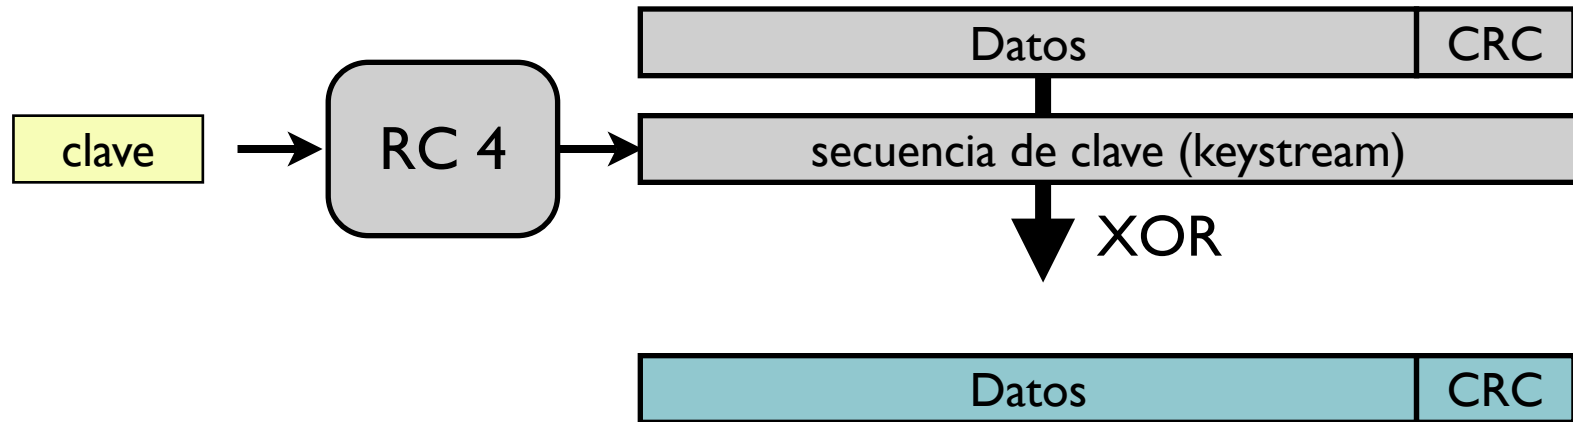 Datos CRC
clave
RC 4
secuencia de clave (keystream)
XOR
Datos CRC